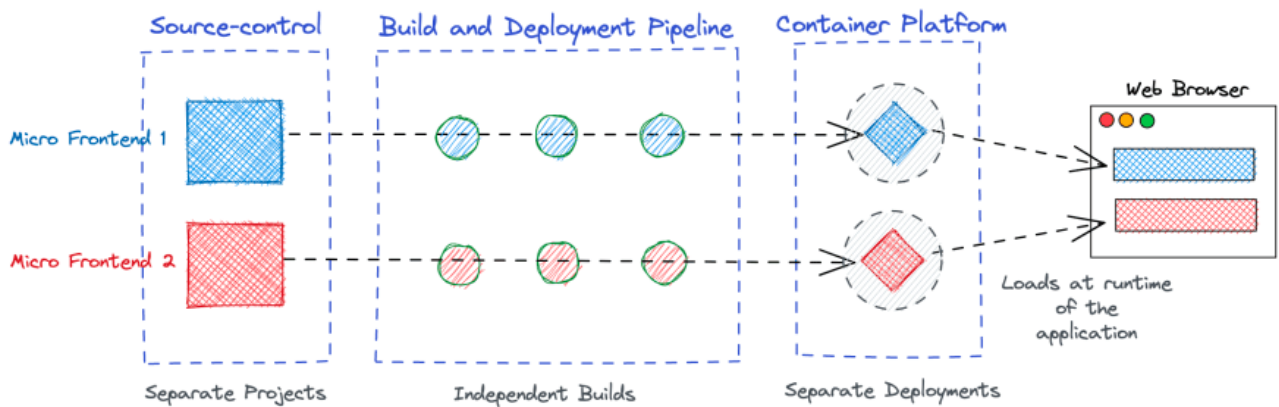 Source-control
Build and Deployment Pipeline
Container Platform
Web Browser
Micro Frontend 1
Micro Frontend 2
Loads at runtime
of the
application
Separate Projects
Independent Builds
Separate Deployments